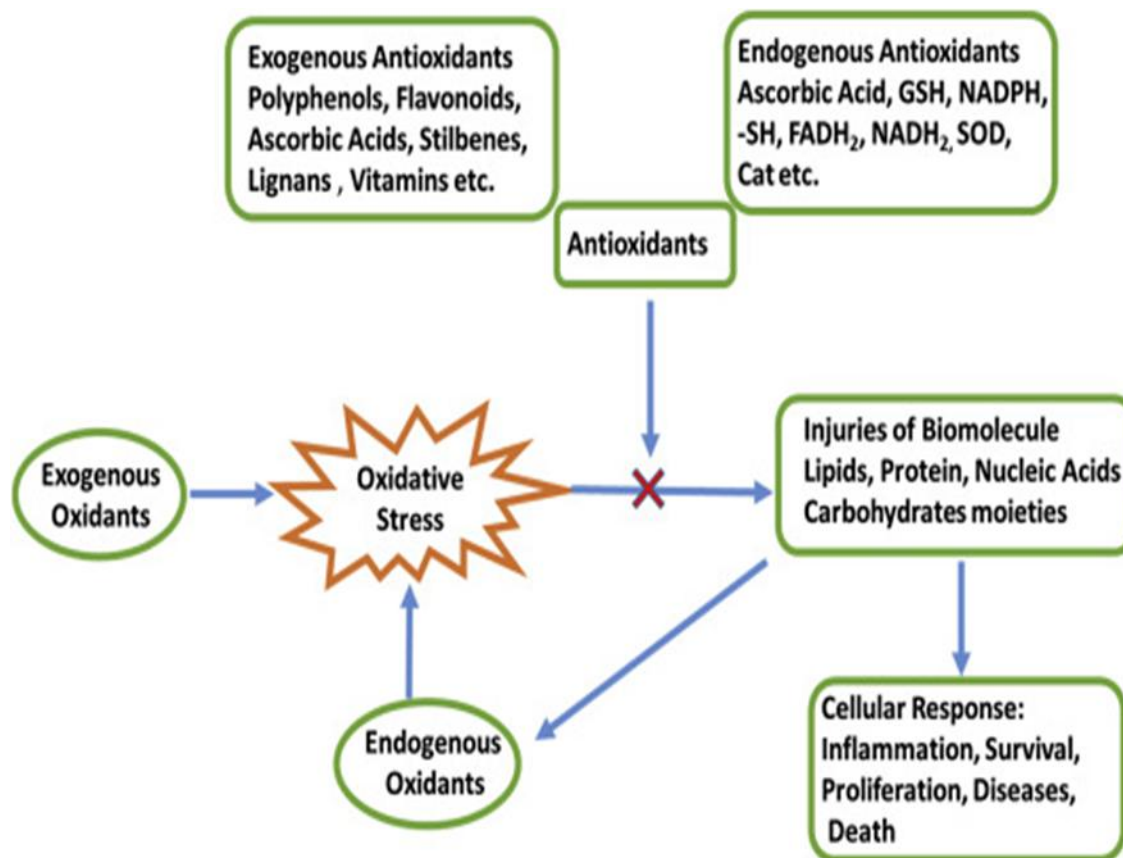 Exogenous Antioxidants
Polyphenols, Flavonoids,
Ascorbic Acids, Stilbenes,
Lignans , Vitamins etc.
Endogenous Antioxidants
Ascorbic Acid, GSH, NADPH,
-SH, FADH₂, NADH₂, SOD,
Cat etc.
Antioxidants
Exogenous
Oxidants
Oxidative
Stress
Injuries of Biomolecule
Lipids, Protein, Nucleic Acids
Carbohydrates moieties
Endogenous
Oxidants
Cellular Response:
Inflammation, Survival,
Proliferation, Diseases,
Death